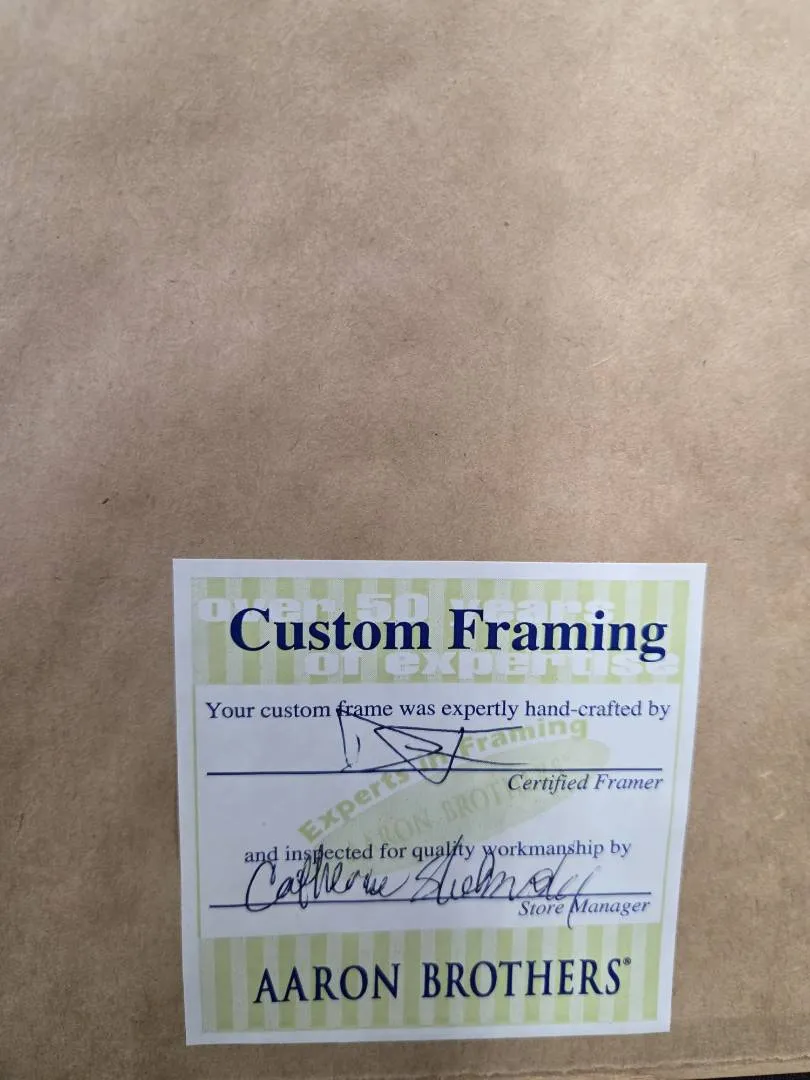 over 50 years
Custom Framing
of expertise
Your custom frame was expertly hand-crafted by
Experts in Framing
AARON BROTHERS
Certified Framer
and inspected for quality workmanship by
Catherine
Store Manager
AARON BROTHERS®